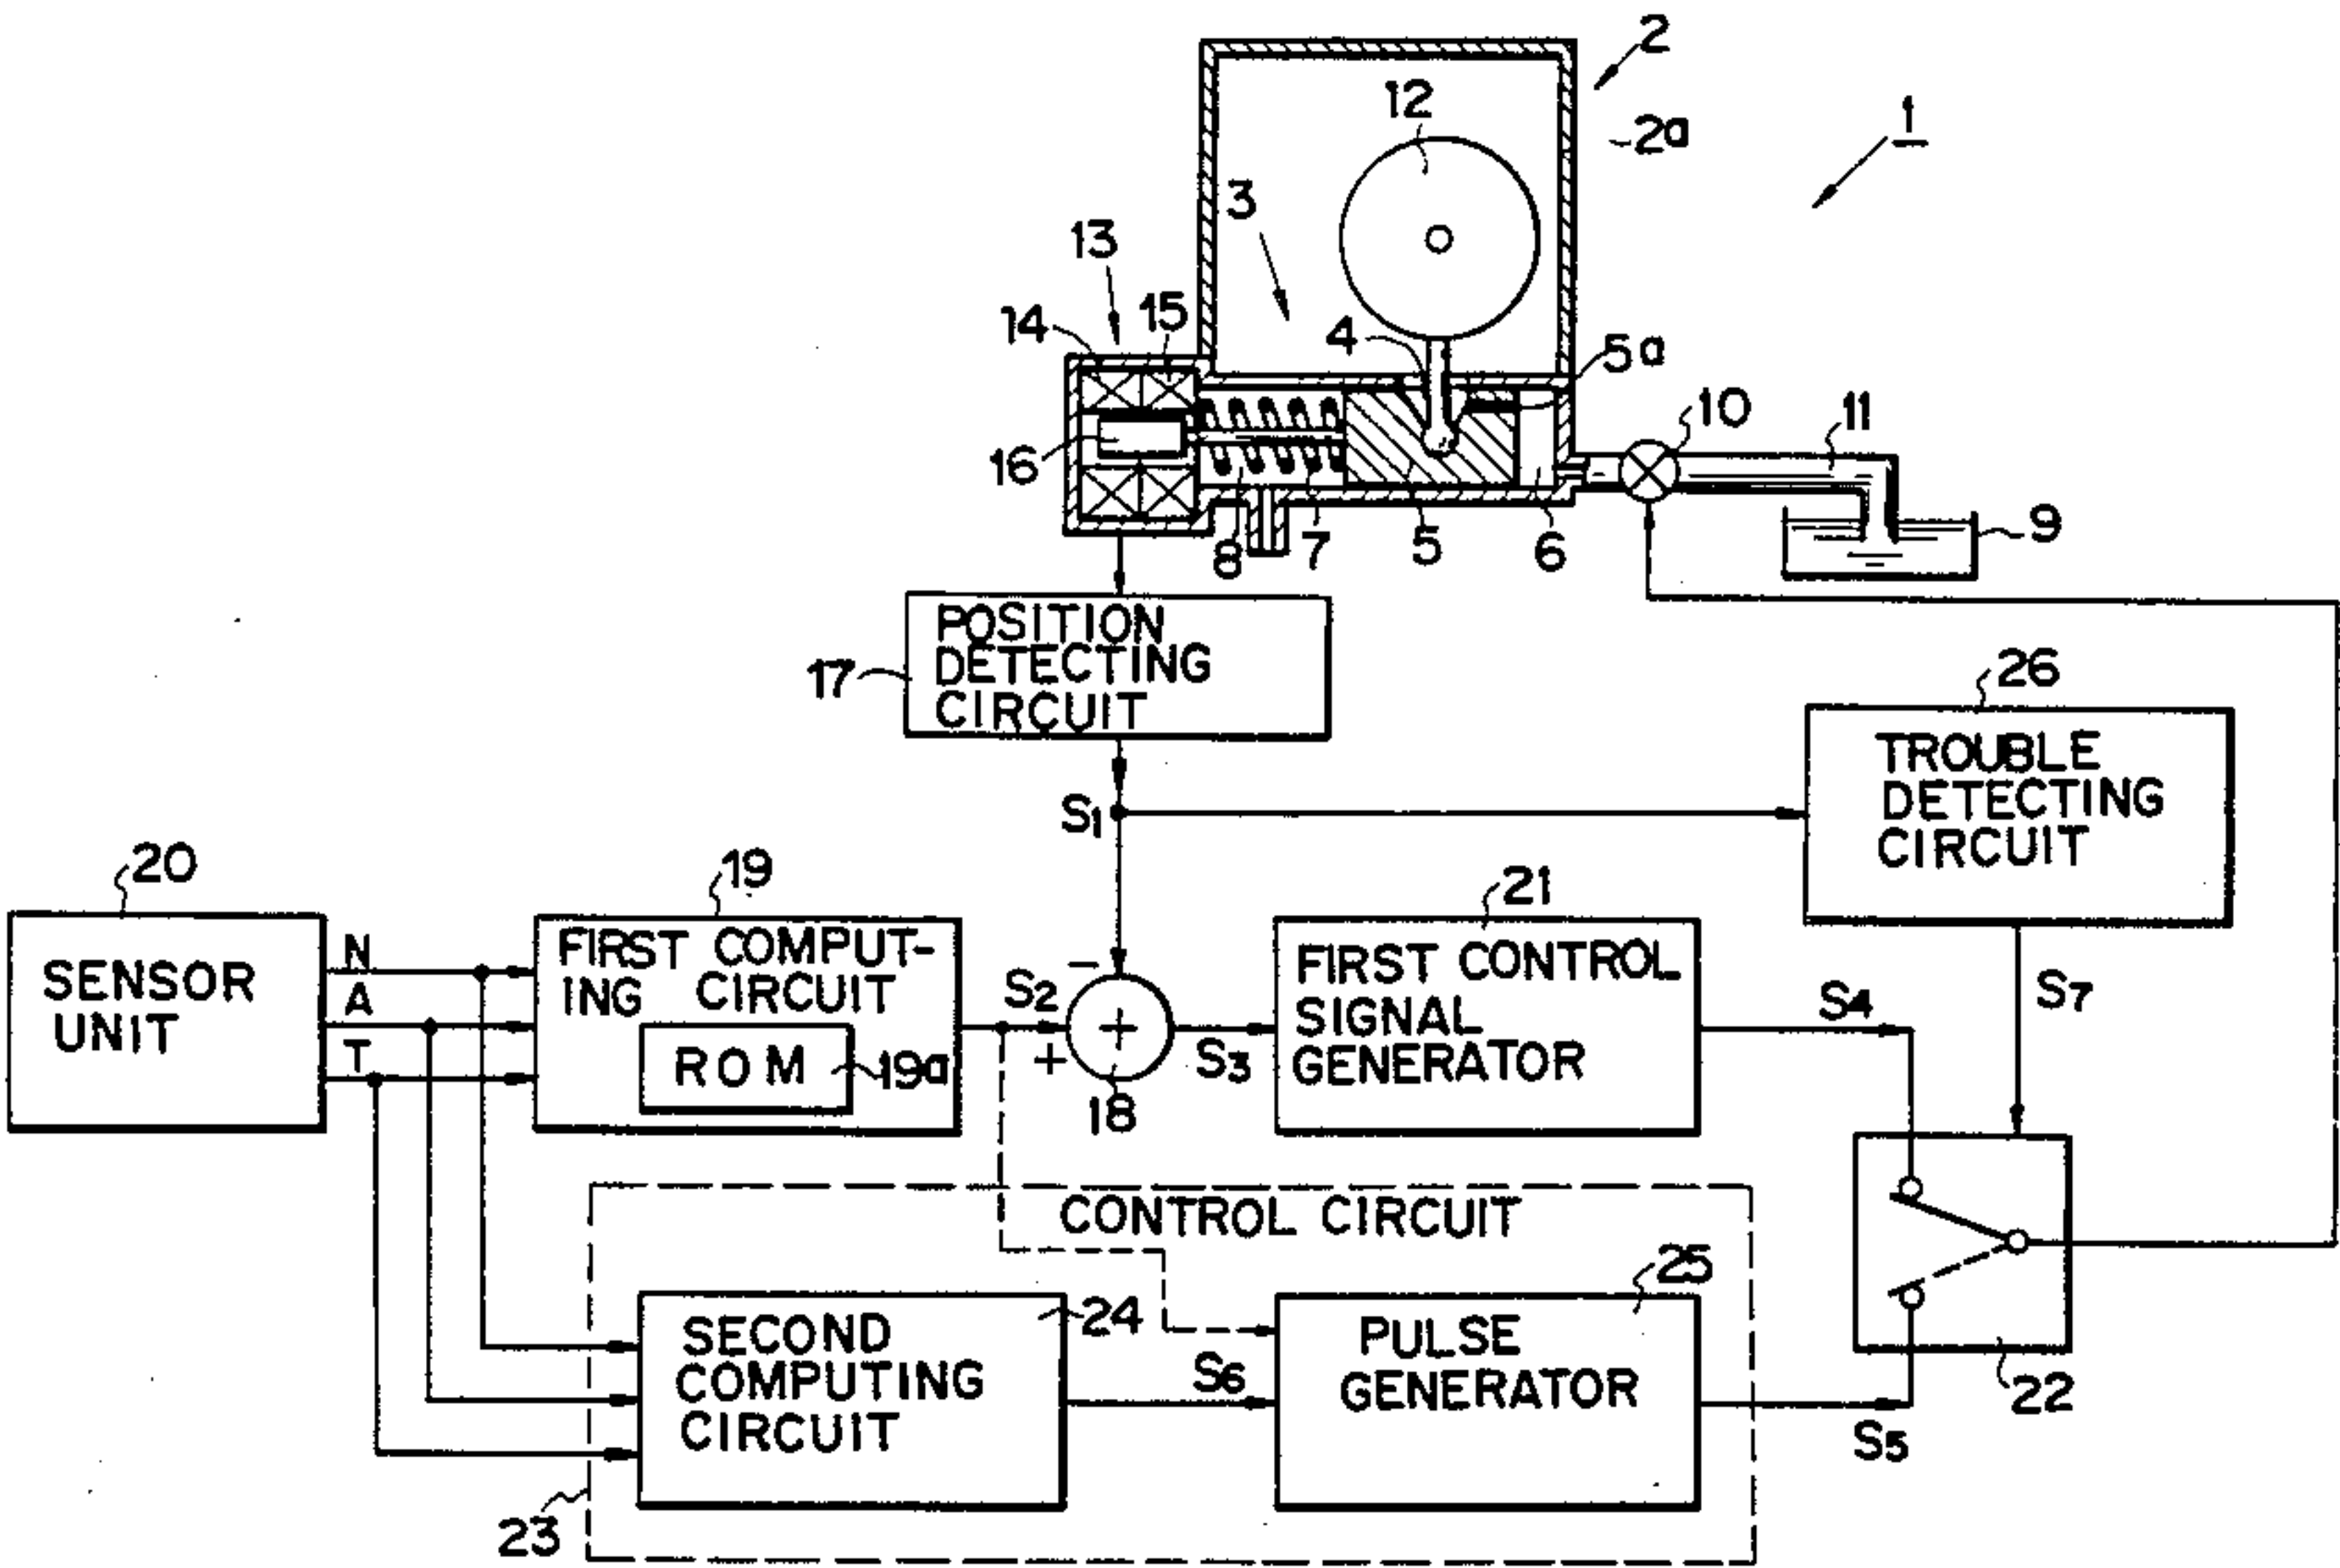 2
12
2a
1
3
13
14
15
4
5a
10
11
16
8
7
5
6
9
POSITION
DETECTING
CIRCUIT
17
26
TROUBLE
DETECTING
CIRCUIT
S1
20
19
21
SENSOR
UNIT
N
A
T
FIRST COMPUT-
ING CIRCUIT
ROM
19a
S2
-
+
+
18
S3
FIRST CONTROL
SIGNAL
GENERATOR
S4
S7
CONTROL CIRCUIT
24
25
SECOND
COMPUTING
CIRCUIT
S6
PULSE
GENERATOR
22
S5
23